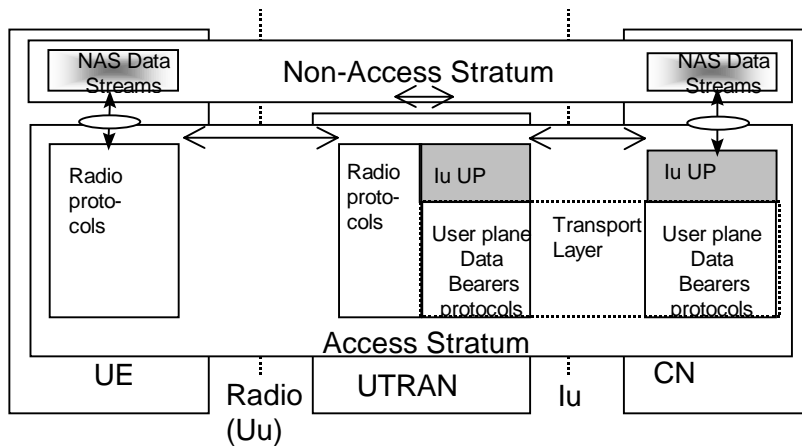 NAS Data
Streams
Non-Access Stratum
NAS Data
Streams
Radio
proto-
cols
Radio
proto-
cols
Iu UP
User plane
Data
Bearers
protocols
Transport
Layer
Iu UP
User plane
Data
Bearers
protocols
Access Stratum
UE
Radio
(Uu)
UTRAN
Iu
CN